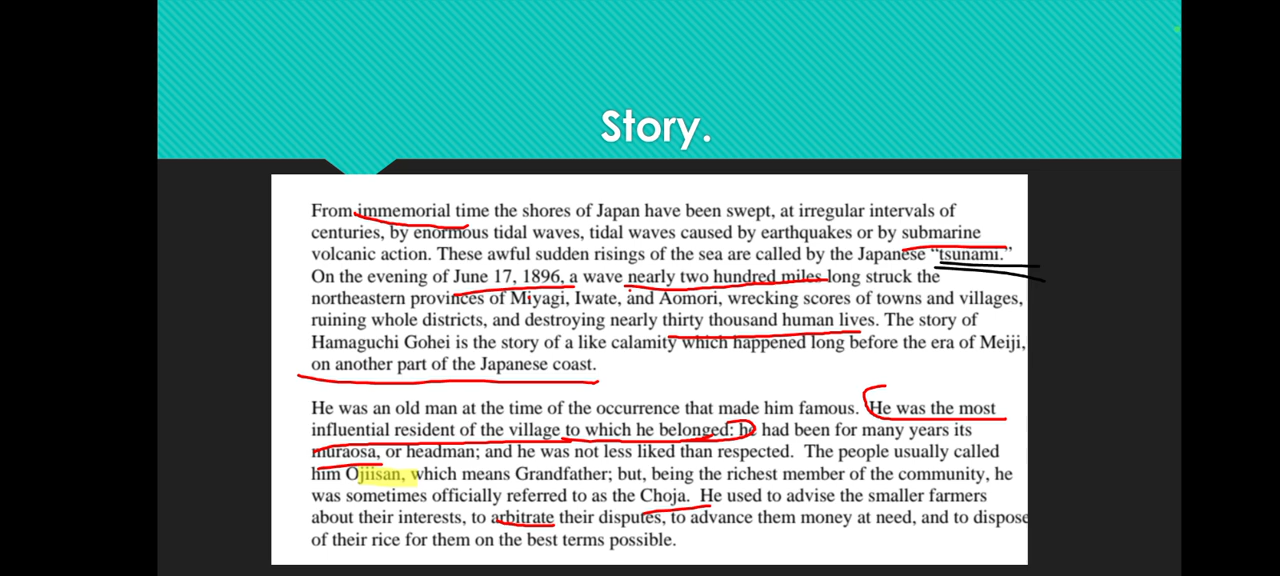 Story.
From immemorial time the shores of Japan have been swept, at irregular intervals of
centuries, by enormous tidal waves, tidal waves caused by earthquakes or by submarine
volcanic action. These awful sudden risings of the sea are called by the Japanese “tsunami.”
On the evening of June 17, 1896, a wave nearly two hundred miles long struck the
northeastern provinces of Miyagi, Iwate, and Aomori, wrecking scores of towns and villages,
ruining whole districts, and destroying nearly thirty thousand human lives. The story of
Hamaguchi Gohei is the story of a like calamity which happened long before the era of Meiji,
on another part of the Japanese coast.
He was an old man at the time of the occurrence that made him famous. He was the most
influential resident of the village to which he belonged: he had been for many years its
muraosa, or headman; and he was not less liked than respected. The people usually called
him Ojiisan, which means Grandfather; but, being the richest member of the community, he
was sometimes officially referred to as the Choja. He used to advise the smaller farmers
about their interests, to arbitrate their disputes, to advance them money at need, and to dispose
of their rice for them on the best terms possible.